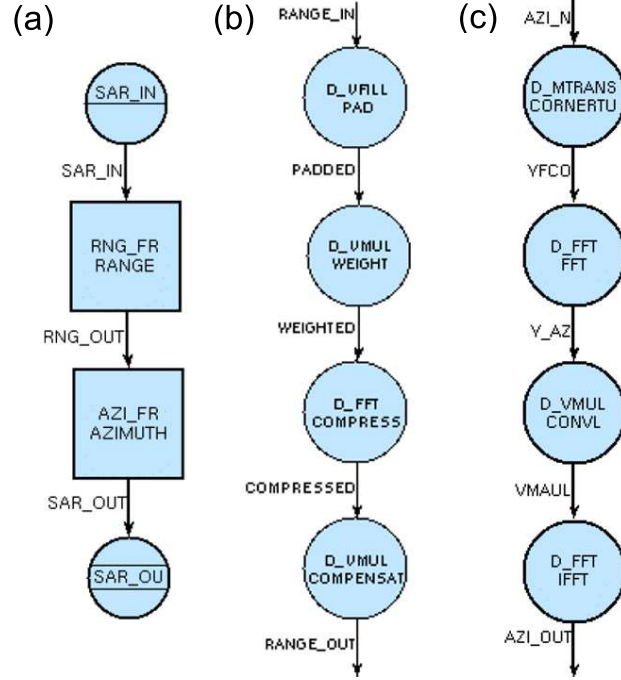 (a)
SAR_IN
SAR_IN
RNG_FR
RANGE
RNG_OUT
AZI_FR
AZIMUTH
SAR_OUT
SAR_OU
(b)
RANGE_IN
D_VFILL
PAD
PADDED
D_VMUL
WEIGHT
WEIGHTED
D_FFT
COMPRESS
COMPRESSED
D_VMUL
COMPENSAT
RANGE_OUT
(c)
AZI_N
D_MTRANS
CORNERTU
YFCO
D_FFT
FFT
Y_AZ
D_VMUL
CONVL
VMAUL
D_FFT
IFFT
AZI_OUT